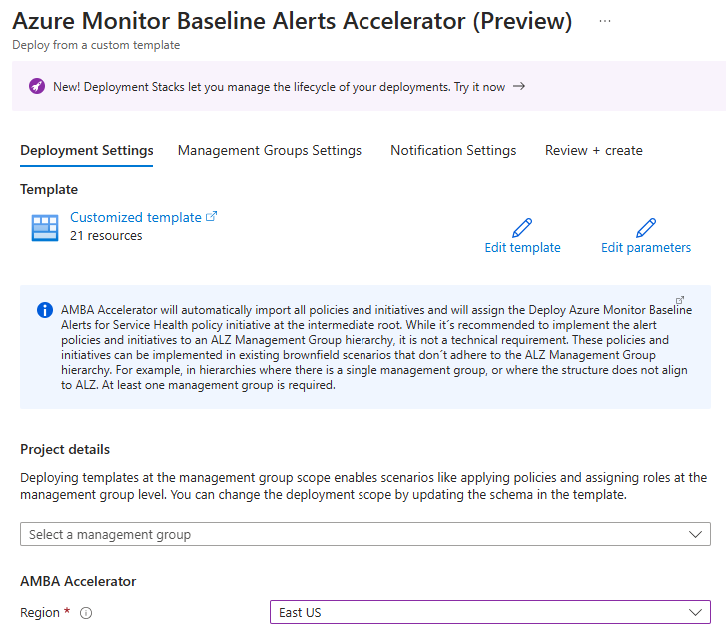 Azure Monitor Baseline Alerts Accelerator (Preview) ...
Deploy from a custom template
New! Deployment Stacks let you manage the lifecycle of your deployments. Try it now →
Deployment Settings Management Groups Settings Notification Settings Review + create
Template
Customized template
21 resources
Edit template Edit parameters
AMBA Accelerator will automatically import all policies and initiatives and will assign the Deploy Azure Monitor Baseline
Alerts for Service Health policy initiative at the intermediate root. While it´s recommended to implement the alert
policies and initiatives to an ALZ Management Group hierarchy, it is not a technical requirement. These policies and
initiatives can be implemented in existing brownfield scenarios that don´t adhere to the ALZ Management Group
hierarchy. For example, in hierarchies where there is a single management group, or where the structure does not align
to ALZ. At least one management group is required.
Project details
Deploying templates at the management group scope enables scenarios like applying policies and assigning roles at the
management group level. You can change the deployment scope by updating the schema in the template.
Select a management group
AMBA Accelerator
Region * East US